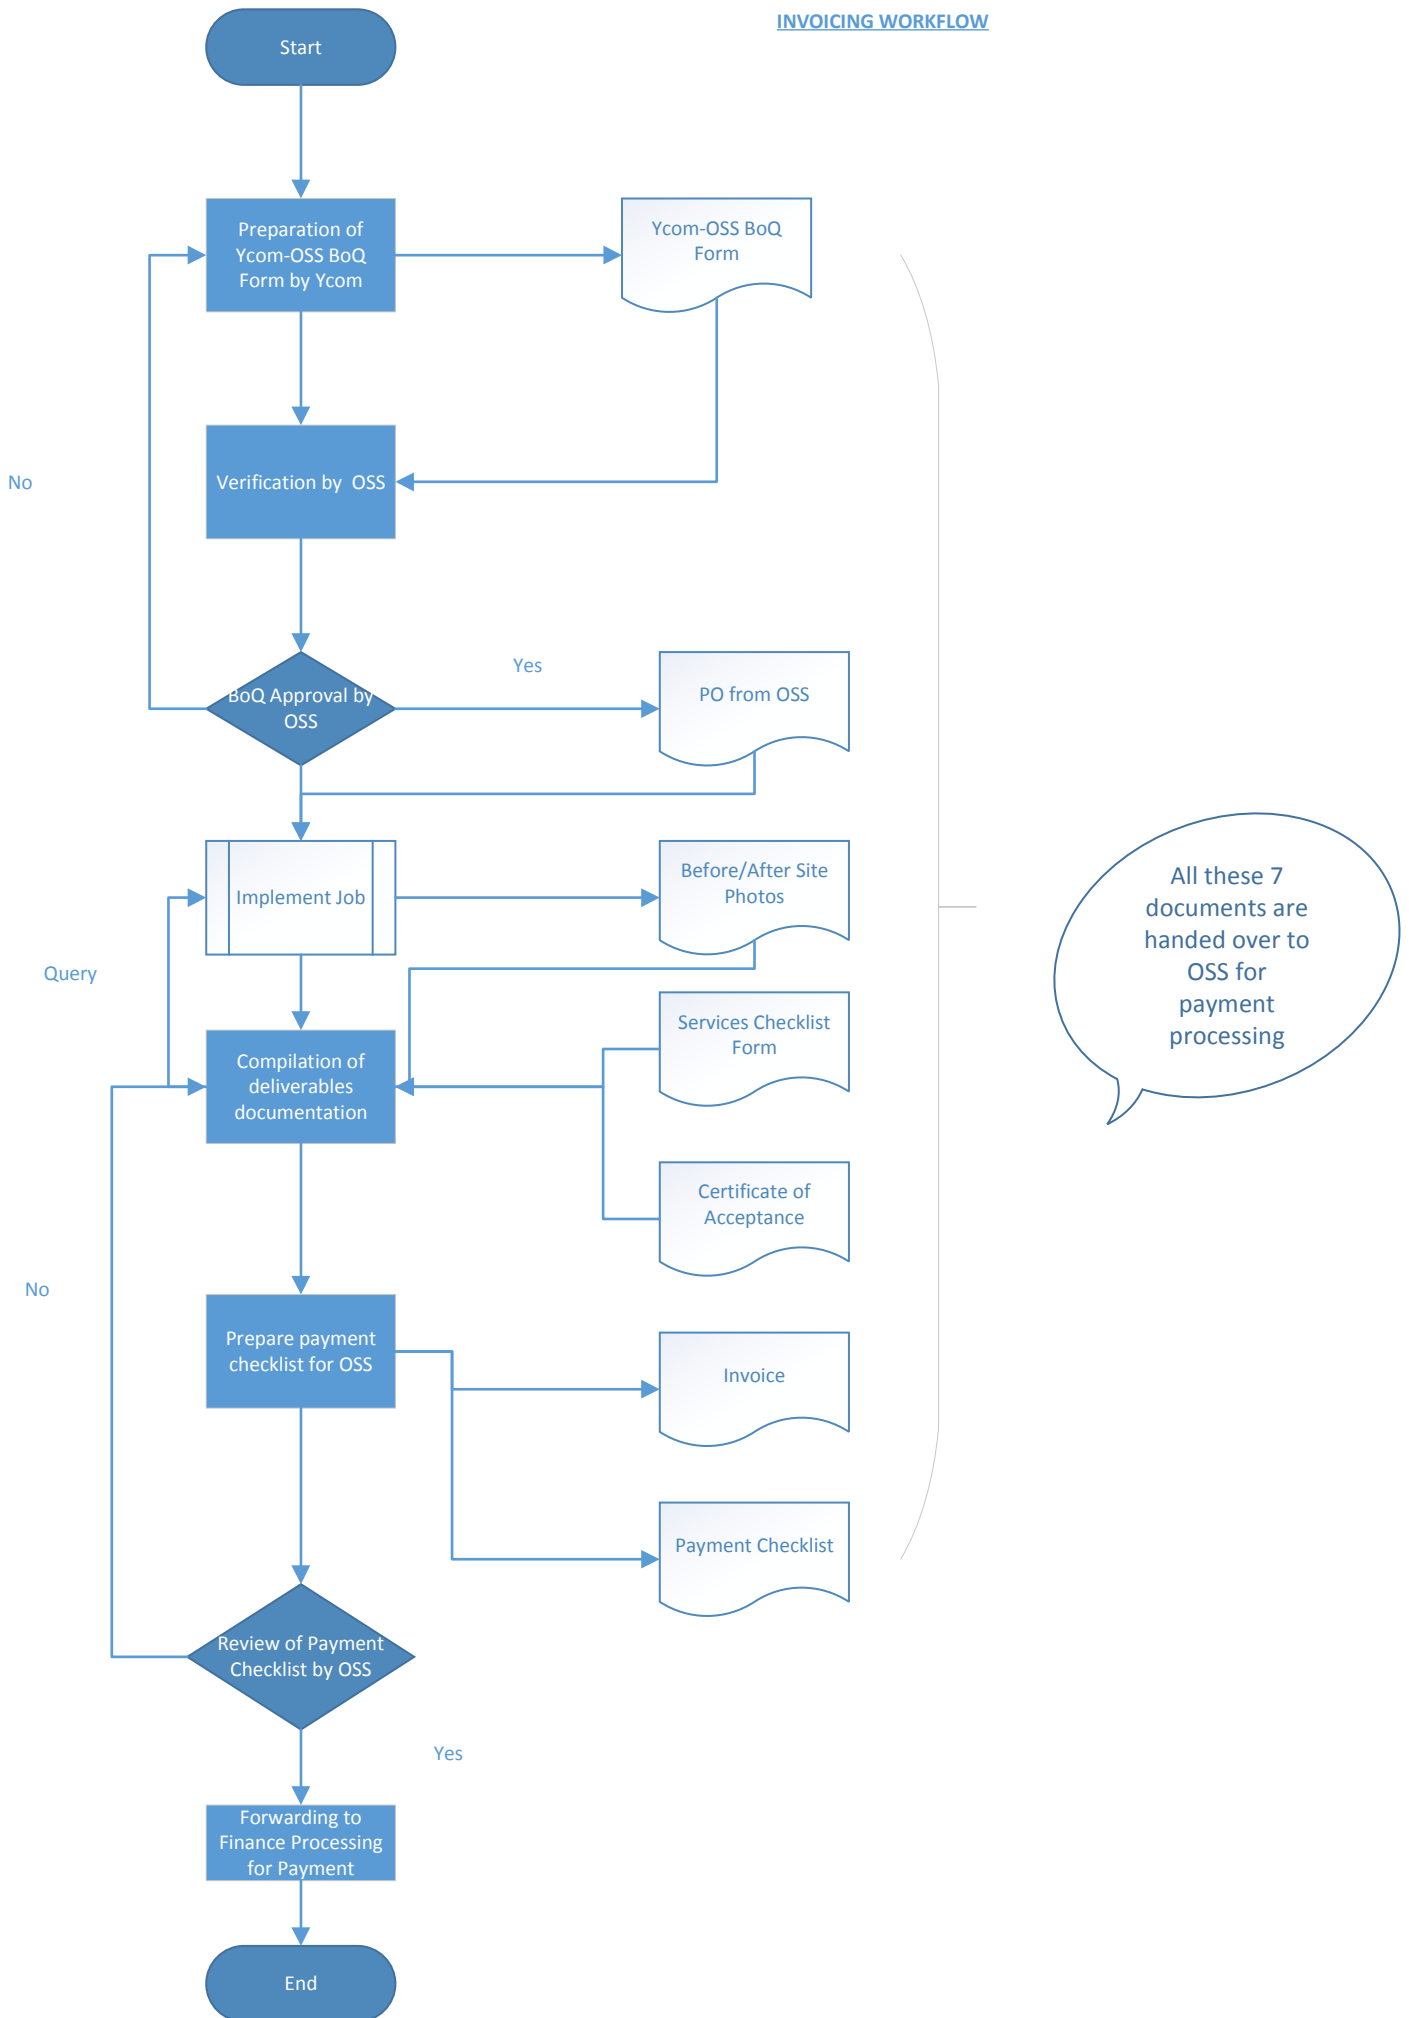 INVOICING WORKFLOW
Start
Preparation of
Ycom-OSS BoQ
Form by Ycom
Ycom-OSS BoQ
Form
No
Verification by  OSS
Yes
BoQ Approval by
OSS
PO from OSS
Implement Job
Before/After Site
Photos
All these 7
documents are
handed over to
OSS for
payment
processing
Query
Compilation of
deliverables
documentation
Services Checklist
Form
Certificate of
Acceptance
No
Prepare payment
checklist for OSS
Invoice
Payment Checklist
Review of Payment
Checklist by OSS
Yes
Forwarding to
Finance Processing
for Payment
End